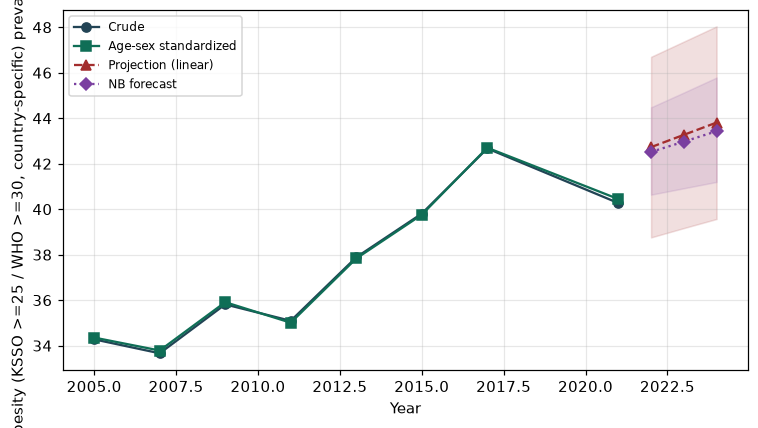 Crude
Age-sex standardized
Projection (linear)
NB forecast
48
46
44
42
40
38
36
34
2005.0 2007.5 2010.0 2012.5 2015.0 2017.5 2020.0 2022.5
Year
(KSSO >=25 / WHO >=30, country-specific)